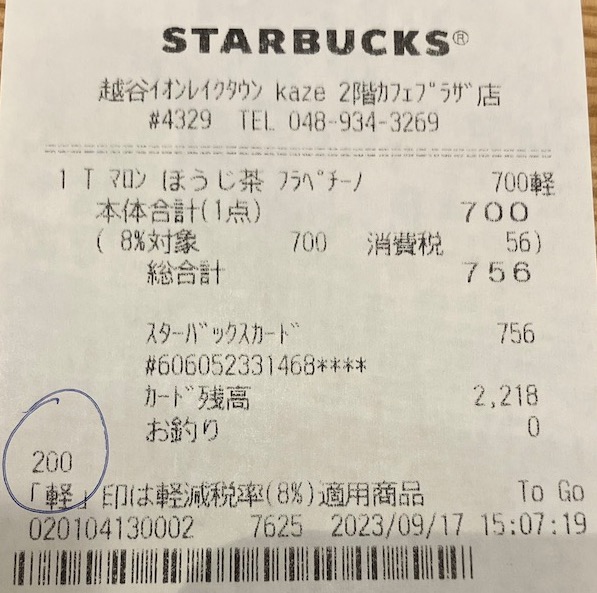 STARBUCKS®
越谷イオンレイクタウン kaze 2階カフェプラザ店
#4329 TEL 048-934-3269
1 T マロン ほうじ茶 フラペチーノ 700軽
本体合計(1点) 700
( 8%対象 700 消費税 56)
総合計 756
スターバックスカード 756
#606052331468****
カード残高 2,218
お釣り 0
200
「軽」印は軽減税率(8%)適用商品 To Go
020104130002 7625 2023/09/17 15:07:19